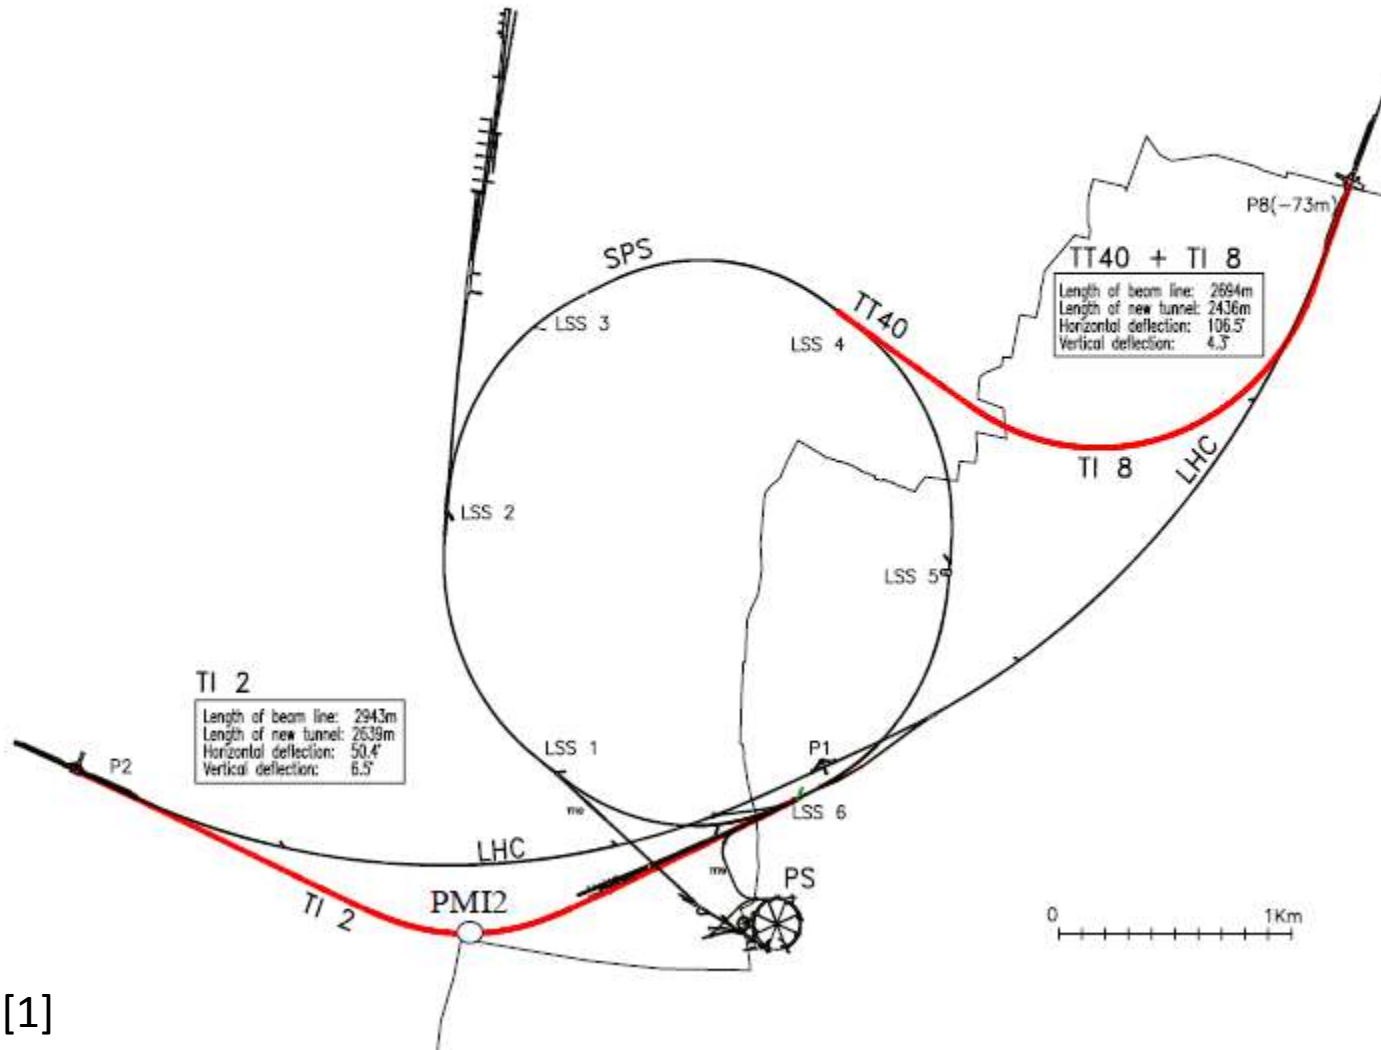 SPS
TT40
LSS 3
LSS 4
P8(-73m)
TT40 + TI 8
Length of beam line: 2694m
Length of new tunnel: 2436m
Horizontal deflection: 106.5°
Vertical deflection: 4.3°
TI 8
LHC
LSS 2
LSS 5
TI 2
Length of beam line: 2943m
Length of new tunnel: 2639m
Horizontal deflection: 50.4°
Vertical deflection: 6.5°
P2
LSS 1
P1
LSS 6
LHC
TI 2
PMI2
PS
0 1Km
[1]